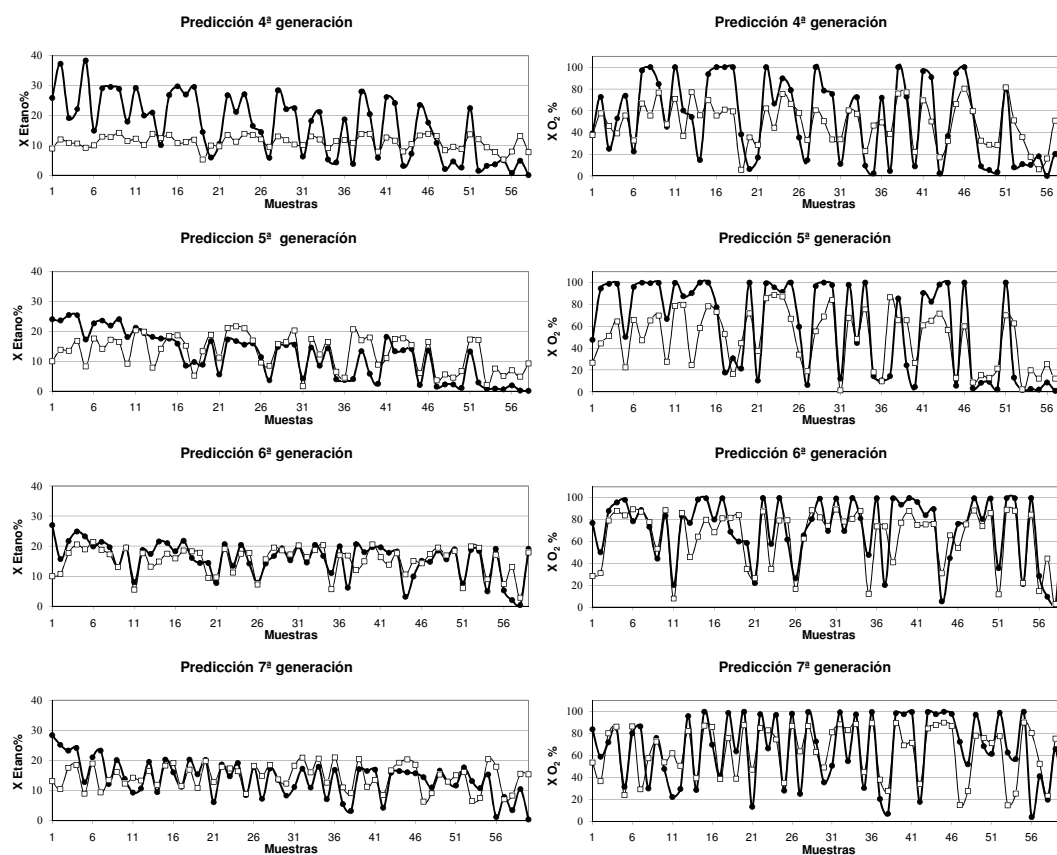 Predicción 4ª generación
X Etano%
40
30
20
10
0
1 6 11 16 21 26 31 36 41 46 51 56
Muestras
Predicción 4ª generación
X O₂ %
100
80
60
40
20
0
1 6 11 16 21 26 31 36 41 46 51 56
Muestras
Prediccion 5ª generacíón
X Etano%
40
30
20
10
0
1 6 11 16 21 26 31 36 41 46 51 56
Muestas
Predicción 5ª generación
X O₂ %
100
80
60
40
20
0
1 6 11 16 21 26 31 36 41 46 51 56
Muestras
Predicción 6ª generación
X Etano%
40
30
20
10
0
1 6 11 16 21 26 31 36 41 46 51 56
Muestras
Predicción 6ª generación
X O₂ %
100
80
60
40
20
0
1 6 11 16 21 26 31 36 41 46 51 56
Muestras
Predicción 7ª generación
X Etano%
40
30
20
10
0
1 6 11 16 21 26 31 36 41 46 51 56
Muestras
Predicción 7ª generación
X O₂ %
100
80
60
40
20
0
1 6 11 16 21 26 31 36 41 46 51 56
Muestras